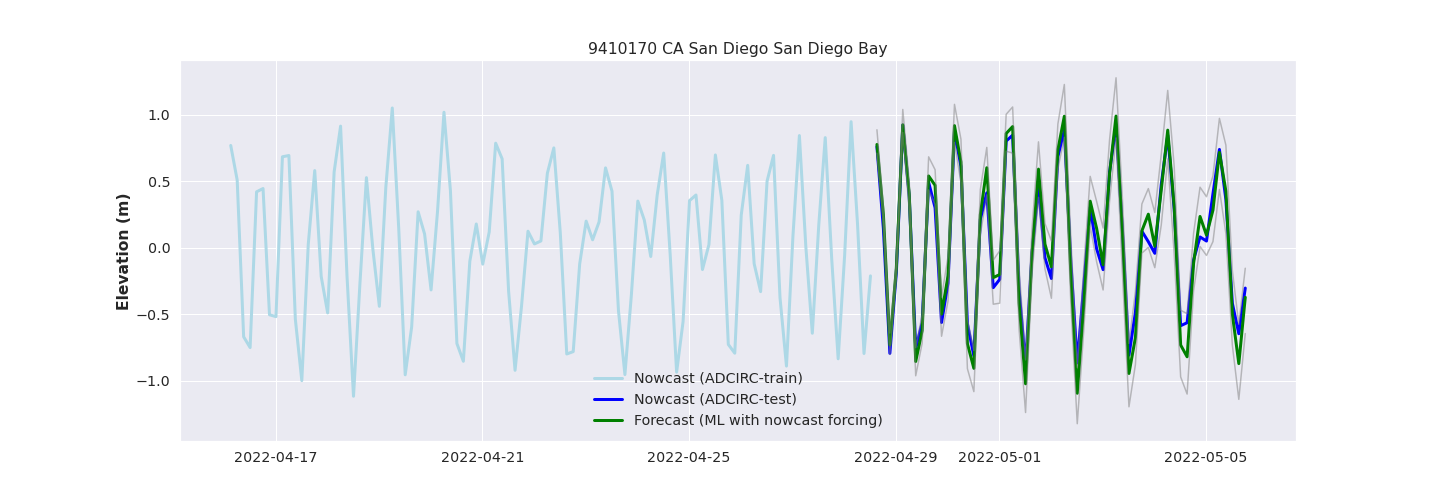 9410170 CA San Diego San Diego Bay
Elevation (m)
1.0
0.5
0.0
−0.5
−1.0
Nowcast (ADCIRC-train)
Nowcast (ADCIRC-test)
Forecast (ML with nowcast forcing)
2022-04-17 2022-04-21 2022-04-25 2022-04-29 2022-05-01 2022-05-05